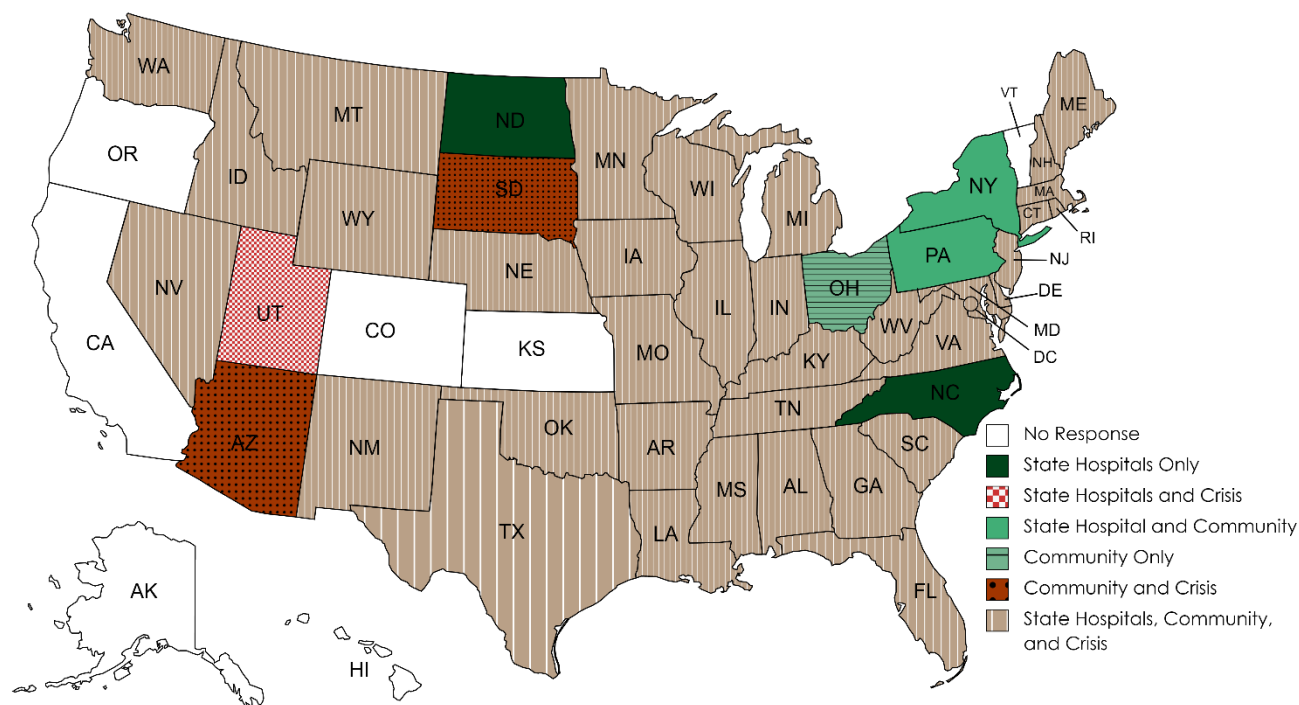 WA
OR
CA
ID
NV
MT
WY
UT
AZ
CO
NM
ND
SD
NE
KS
OK
TX
MN
IA
MO
AR
LA
WI
IL
MI
IN
OH
KY
TN
MS
AL
GA
FL
SC
NC
VA
WV
PA
NY
VT
NH
ME
MA
CT
RI
NJ
DE
MD
DC
AK
HI
No Response
State Hospitals Only
State Hospitals and Crisis
State Hospital and Community
Community Only
Community and Crisis
State Hospitals, Community,
and Crisis